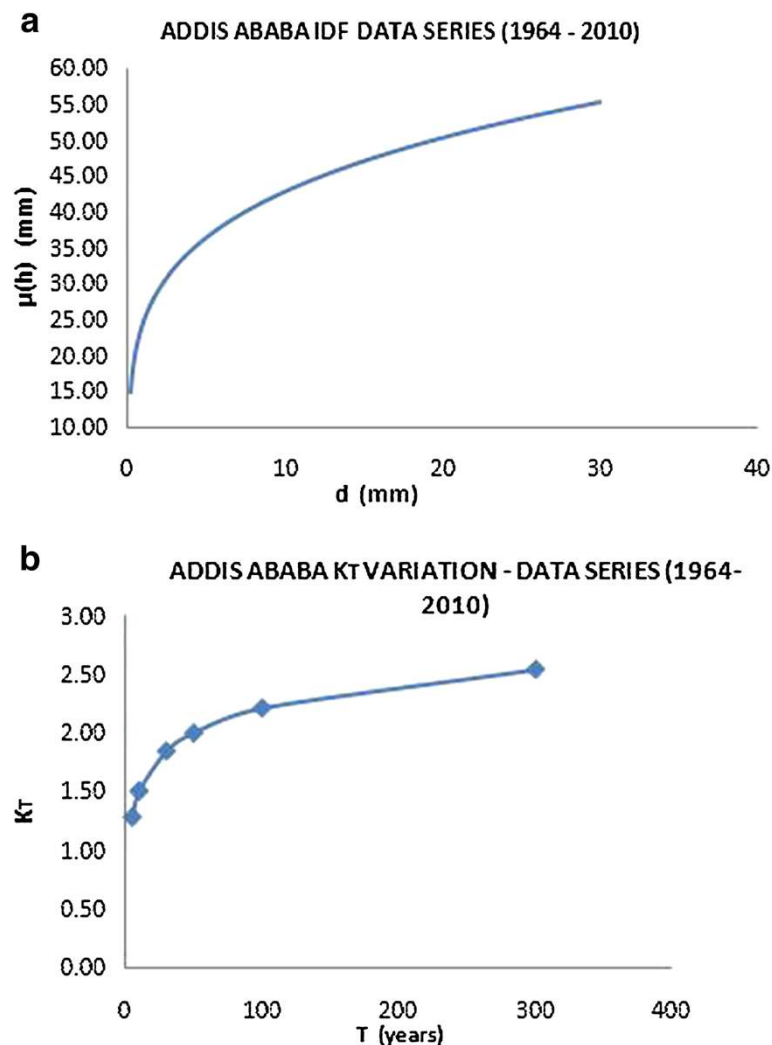 a
ADDIS ABABA IDF DATA SERIES (1964 - 2010)
60.00
55.00
50.00
45.00
40.00
35.00
30.00
25.00
20.00
15.00
10.00
μ(h) (mm)
0 10 20 30 40
d (mm)
b
ADDIS ABABA KT VARIATION - DATA SERIES (1964-
2010)
3.00
2.50
2.00
1.50
1.00
0.50
0.00
KT
0 100 200 300 400
T (years)